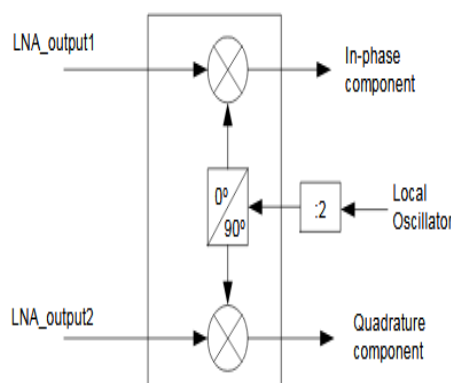 LNA_output1
In-phase
component
0º
90º
:2
Local
Oscillator
LNA_output2
Quadrature
component